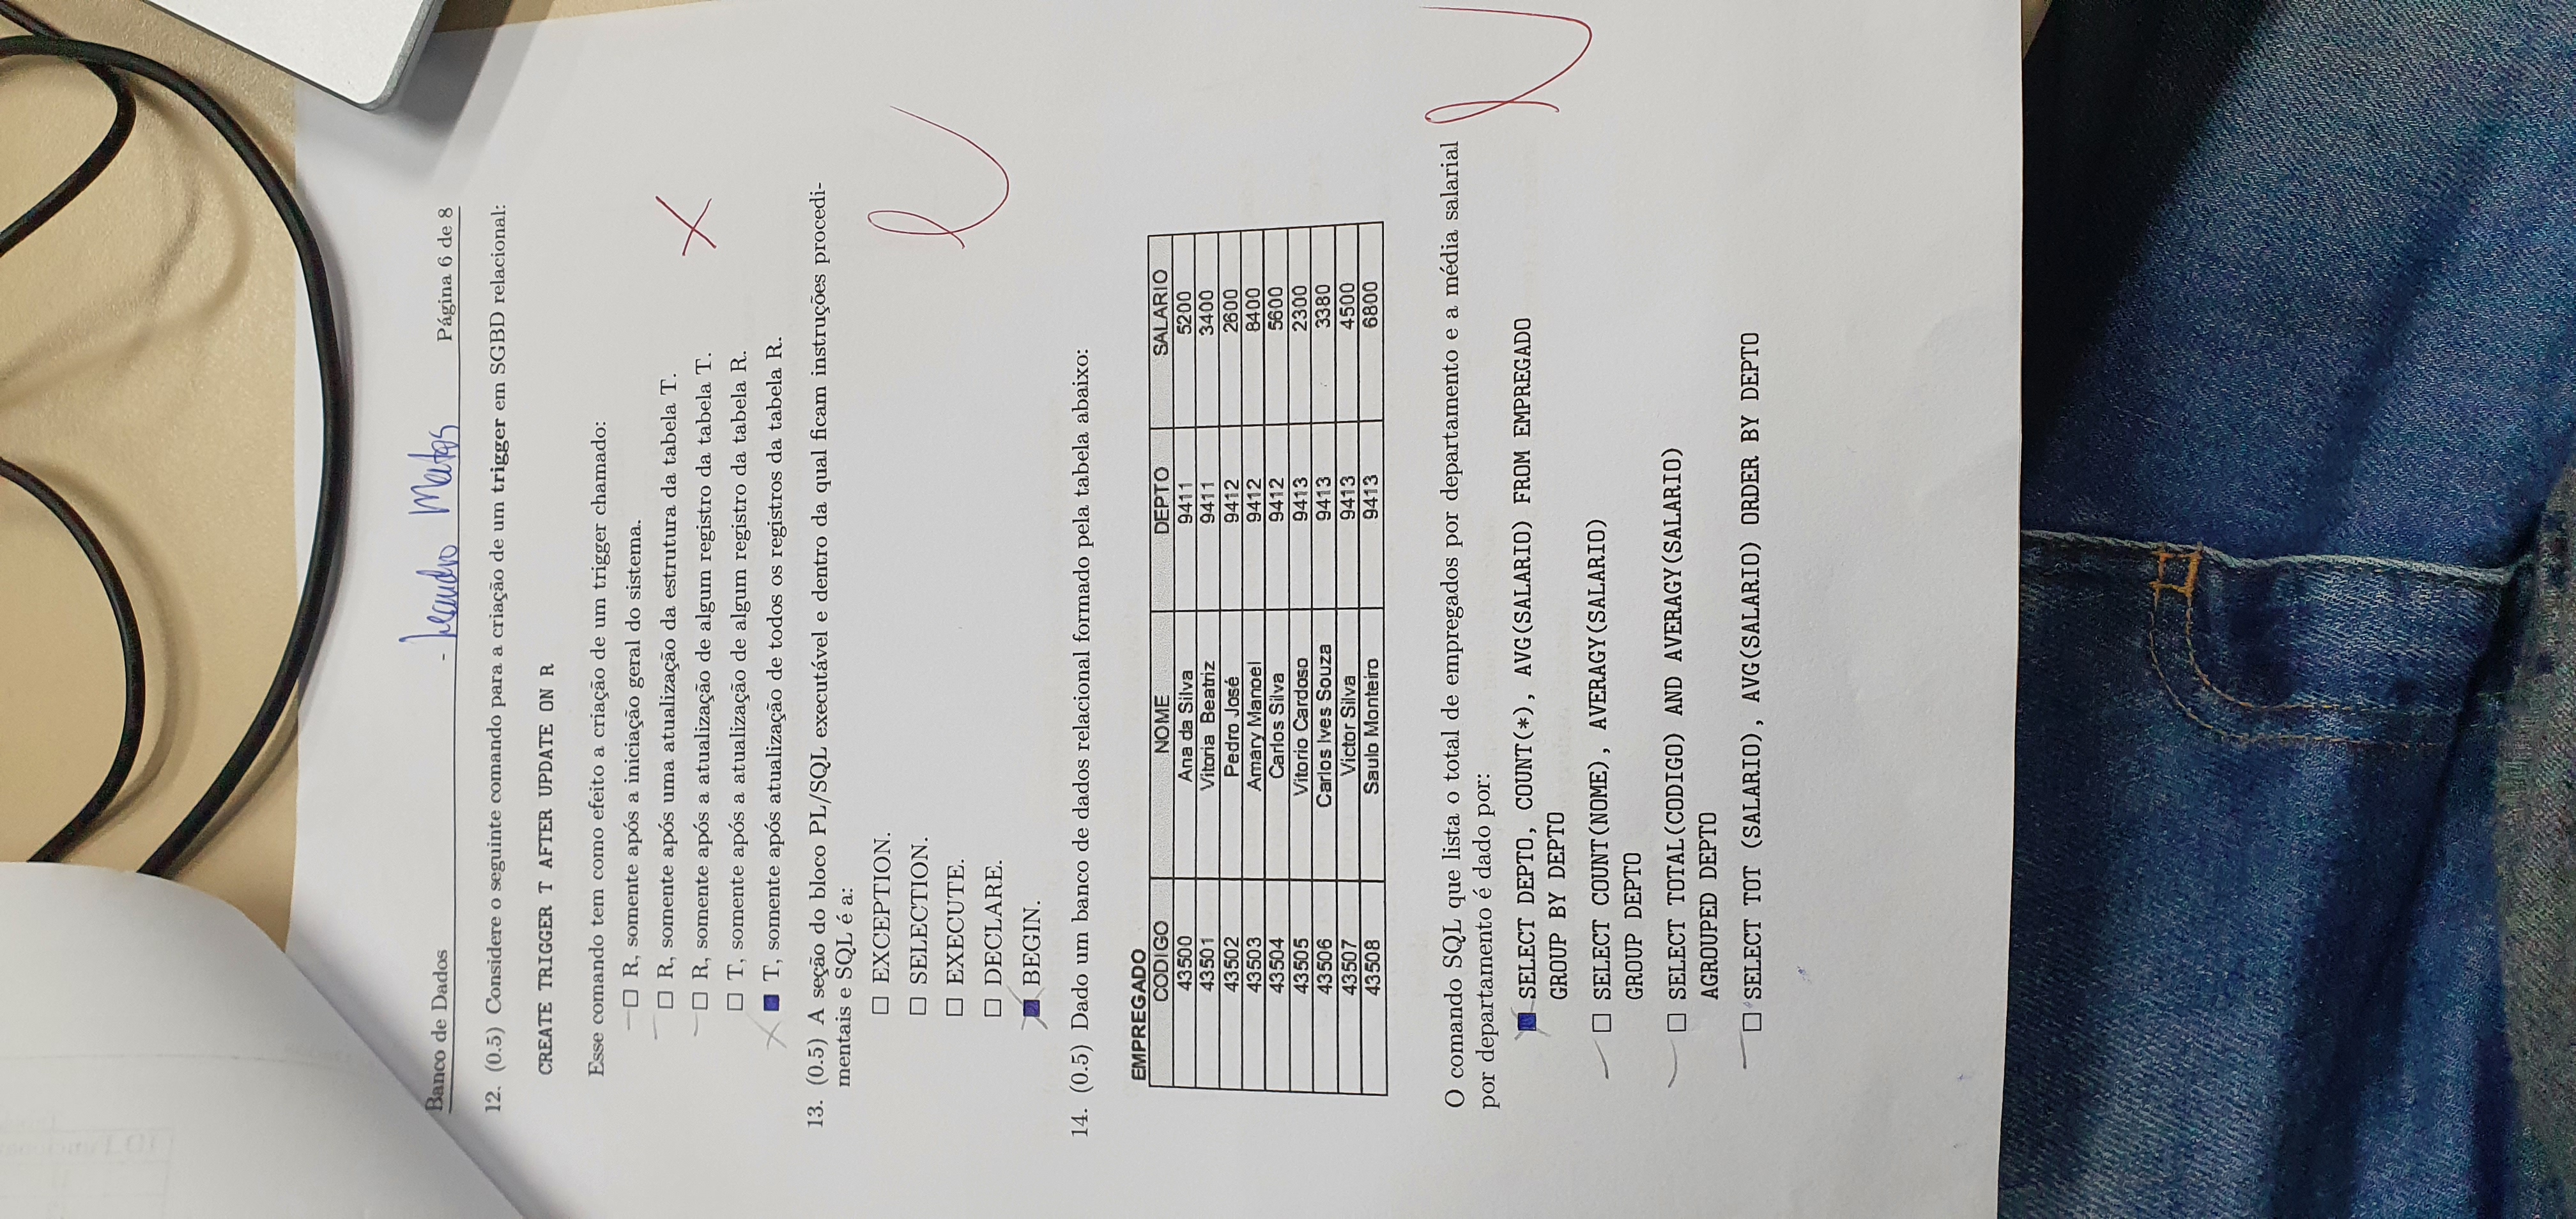 Banco de Dados - Leandro Matos Página 6 de 8
12. (0.5) Considere o seguinte comando para a criação de um trigger em SGBD relacional:
CREATE TRIGGER T AFTER UPDATE ON R
Esse comando tem como efeito a criação de um trigger chamado:
R, somente após a iniciação geral do sistema.
R, somente após uma atualização da estrutura da tabela T.
R, somente após a atualização de algum registro da tabela T.
T, somente após a atualização de algum registro da tabela R.
T, somente após atualização de todos os registros da tabela R.
13. (0.5) A seção do bloco PL/SQL executável e dentro da qual ficam instruções procedi-
mentais e SQL é a:
EXCEPTION.
SELECTION.
EXECUTE.
DECLARE.
BEGIN.
14. (0.5) Dado um banco de dados relacional formado pela tabela abaixo:
EMPREGADO
CODIGO NOME DEPTO SALARIO
43500 Ana da Silva 9411 5200
43501 Vitoria Beatriz 9411 3400
43502 Pedro José 9412 2600
43503 Amary Manoel 9412 8400
43504 Carlos Silva 9412 5600
43505 Vitorio Cardoso 9413 2300
43506 Carlos Ives Souza 9413 3380
43507 Victor Silva 9413 4500
43508 Saulo Monteiro 9413 6800
O comando SQL que lista o total de empregados por departamento e a média salarial
por departamento é dado por:
SELECT DEPTO, COUNT(*), AVG(SALARIO) FROM EMPREGADO
GROUP BY DEPTO
SELECT COUNT(NOME), AVERAGY(SALARIO)
GROUP DEPTO
SELECT TOTAL(CODIGO) AND AVERAGY(SALARIO)
AGROUPED DEPTO
SELECT TOT (SALARIO), AVG(SALARIO) ORDER BY DEPTO